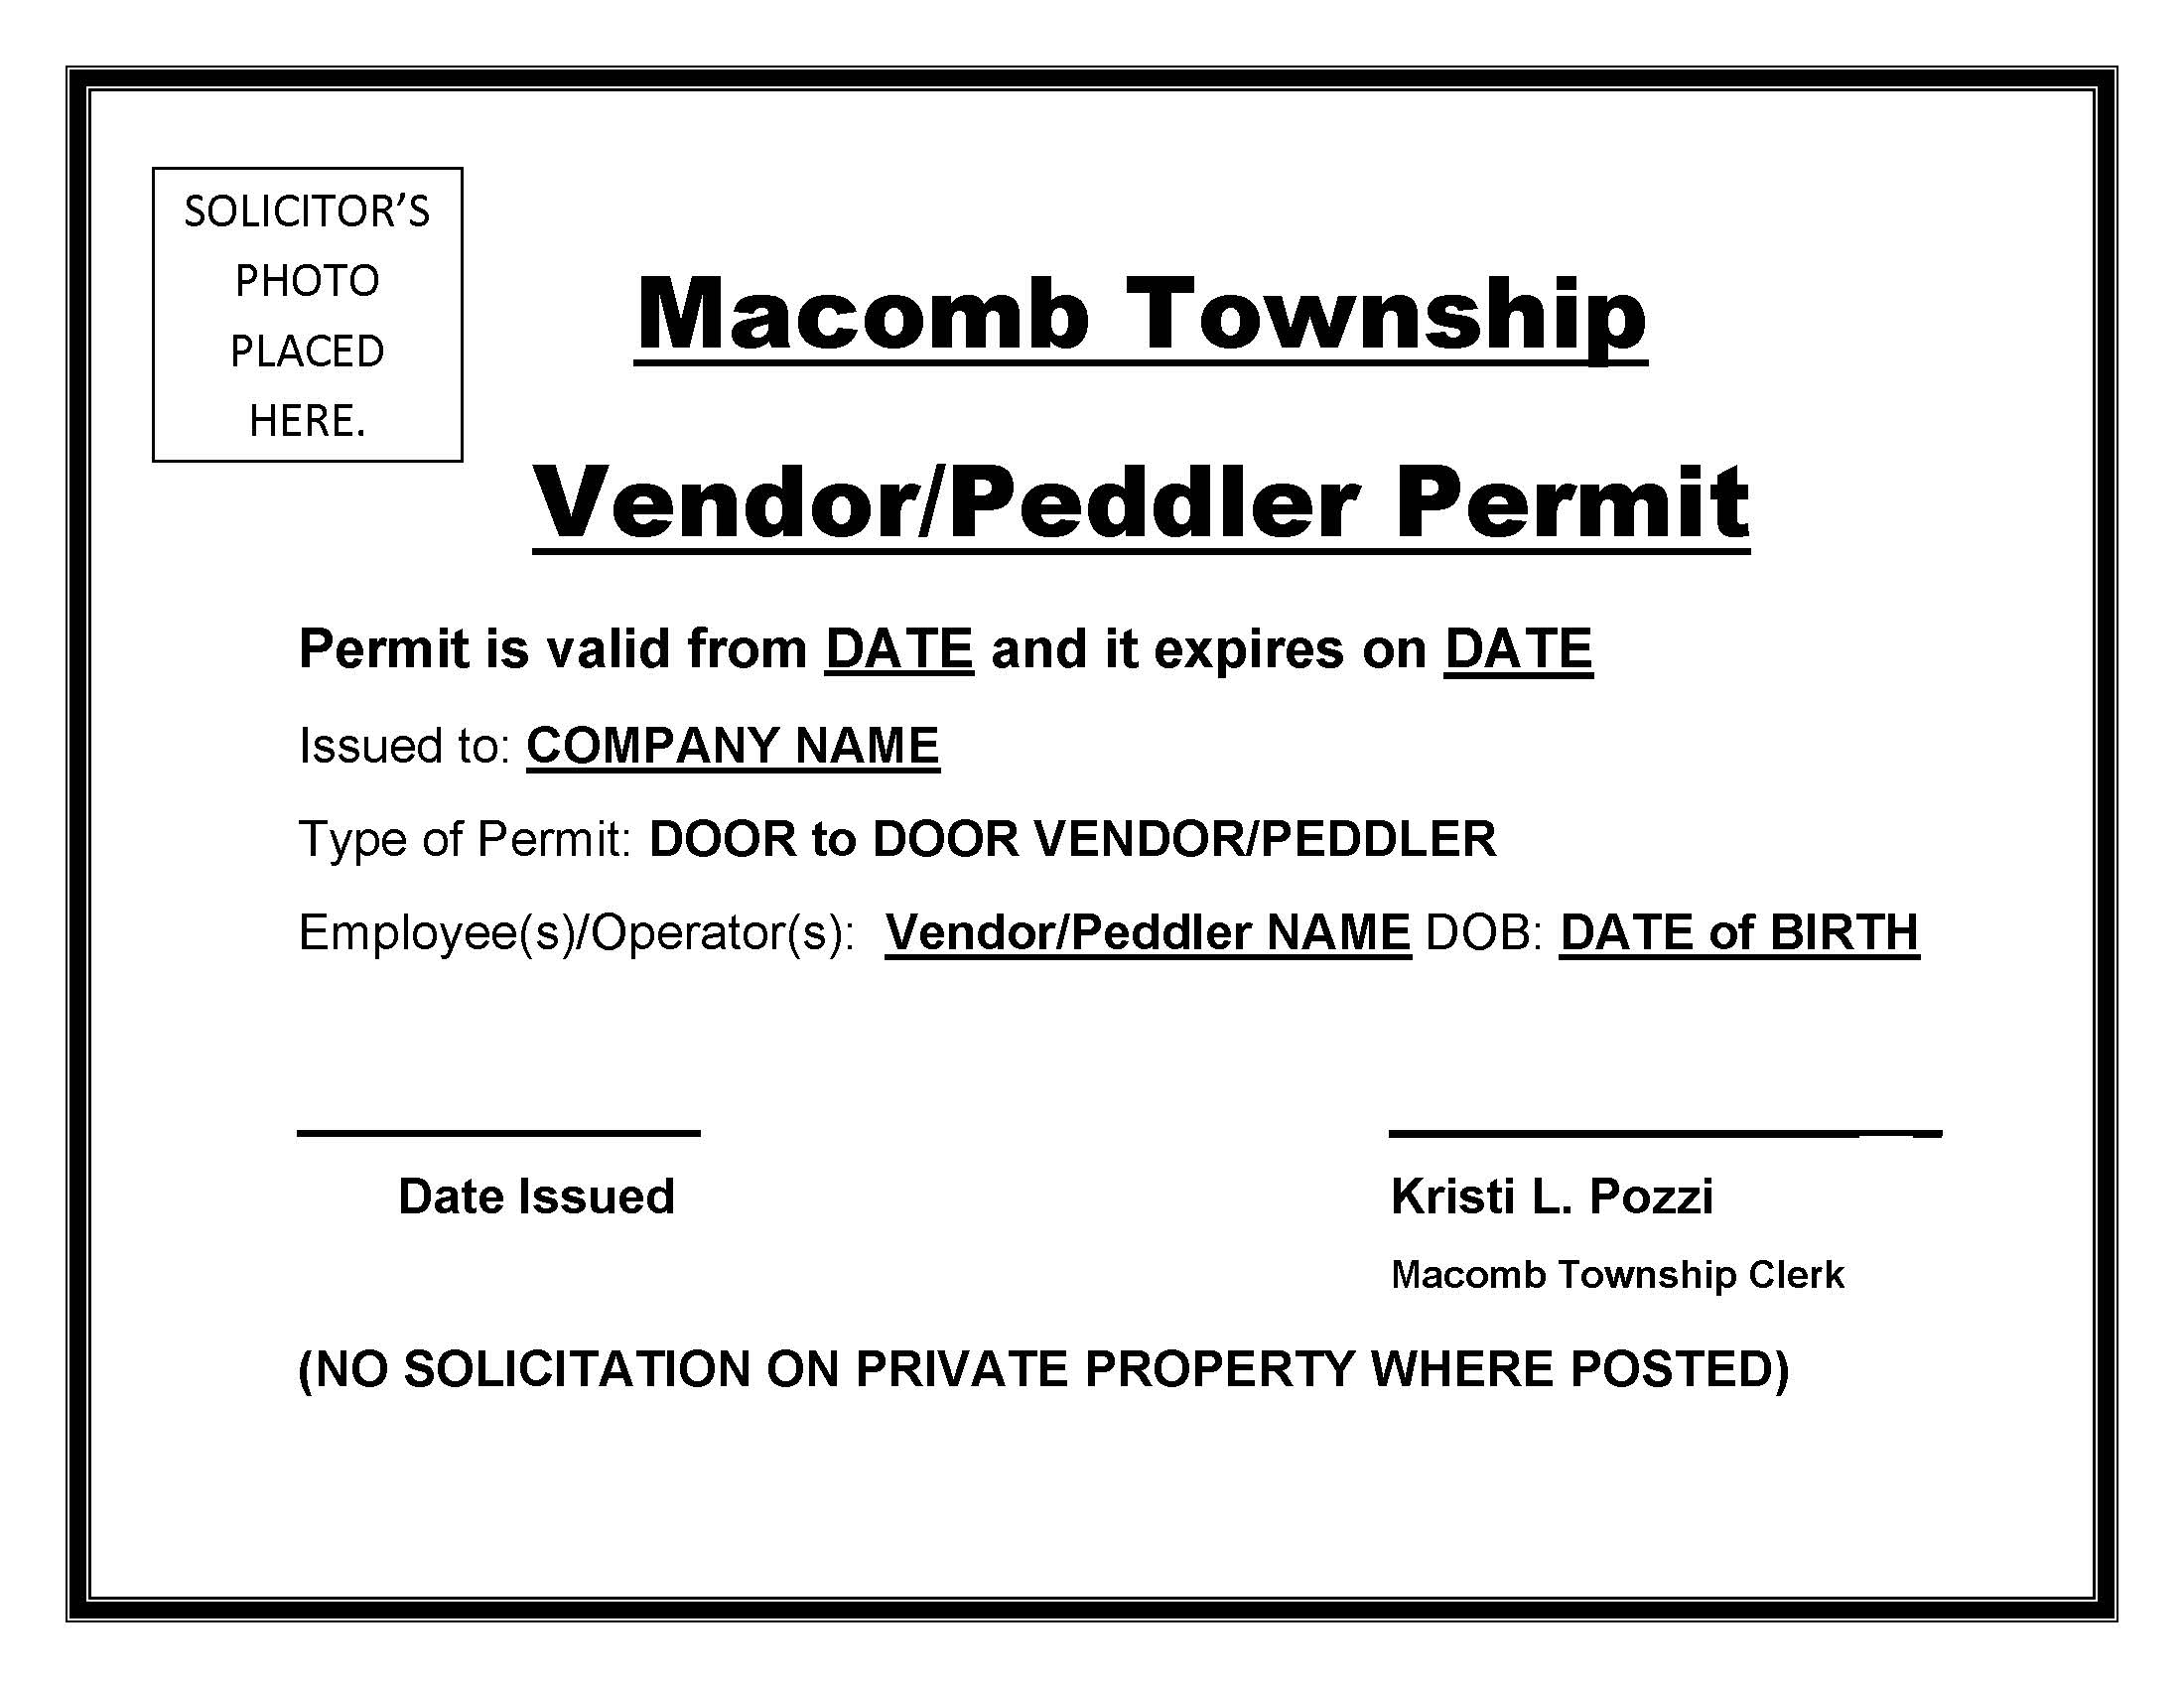 SOLICITOR’S
PHOTO
PLACED
HERE.
Macomb Township
Vendor/Peddler Permit
Permit is valid from DATE and it expires on DATE
Issued to: COMPANY NAME
Type of Permit: DOOR to DOOR VENDOR/PEDDLER
Employee(s)/Operator(s): Vendor/Peddler NAME DOB: DATE of BIRTH
Date Issued
Kristi L. Pozzi
Macomb Township Clerk
(NO SOLICITATION ON PRIVATE PROPERTY WHERE POSTED)